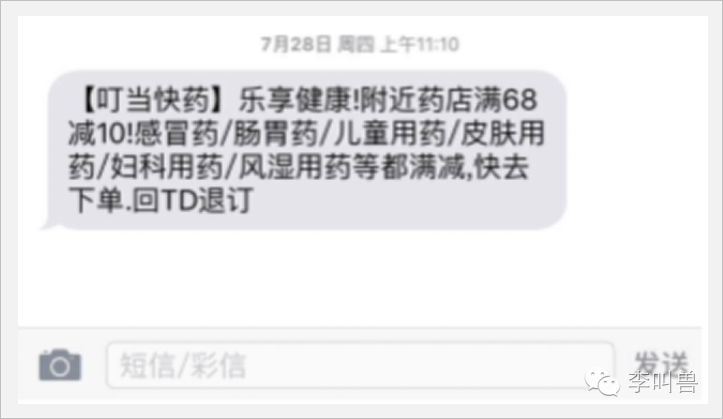 7月28日 周四 上午11:10
【叮当快药】乐享健康!附近药店满68
减10!感冒药/肠胃药/儿童用药/皮肤用
药/妇科用药/风湿用药等都满减,快去
下单.回TD退订
短信/彩信
发送
李叫兽